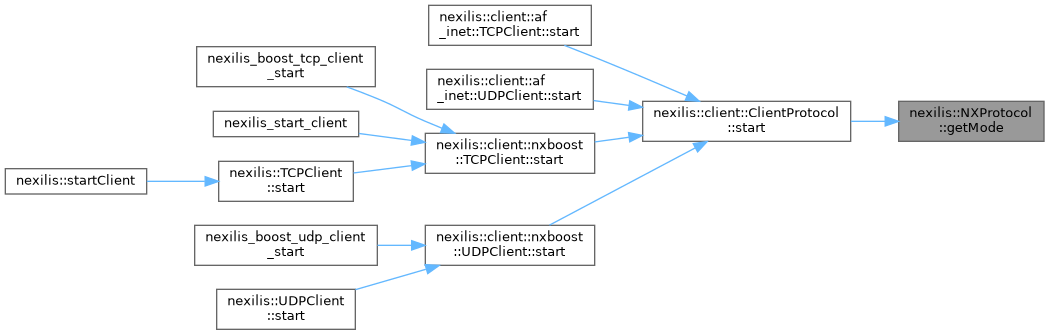 nexilis::client::af
_inet::TCPClient::start
nexilis_boost_tcp_client
_start
nexilis::client::af
_inet::UDPClient::start
nexilis::client::ClientProtocol
::start
nexilis::NXProtocol
::getMode
nexilis_start_client
nexilis::client::nxboost
::TCPClient::start
nexilis::startClient
nexilis::TCPClient
::start
nexilis_boost_udp_client
_start
nexilis::client::nxboost
::UDPClient::start
nexilis::UDPClient
::start